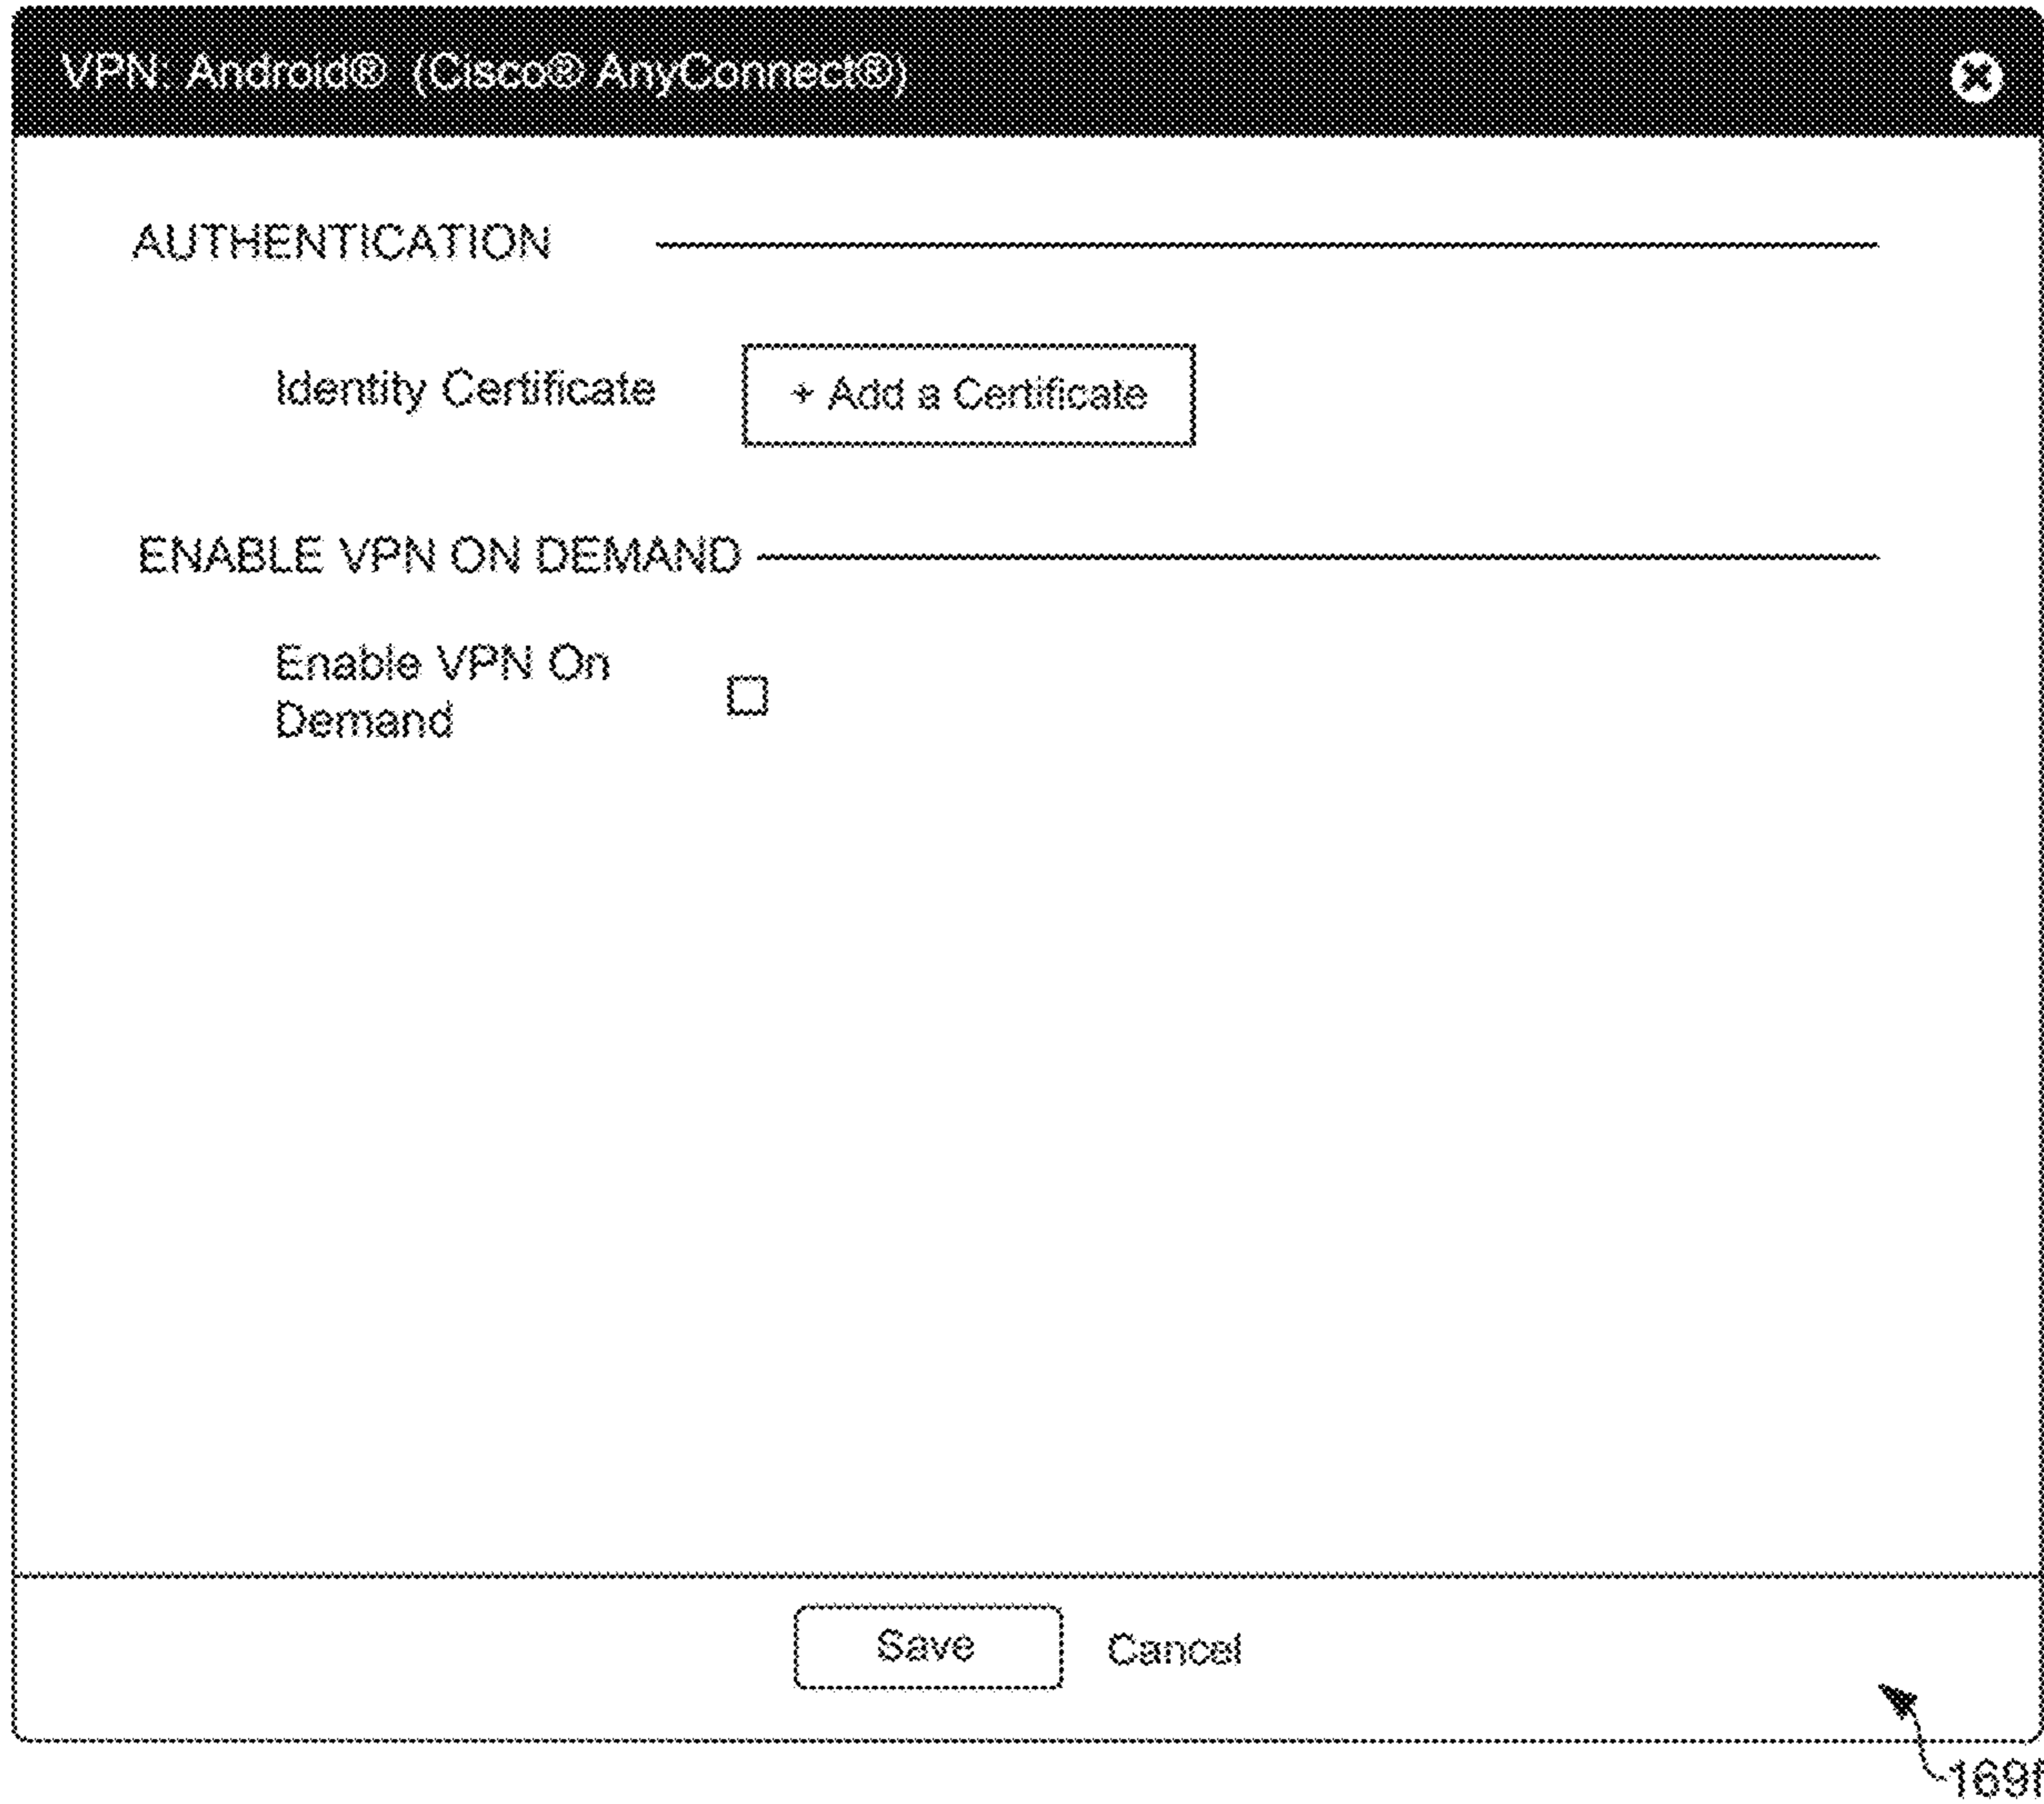 VPN: Android® (Cisco® AnyConnect®)
AUTHENTICATION
Identity Certificate
+ Add a Certificate
ENABLE VPN ON DEMAND
Enable VPN On
Demand
Save
Cancel